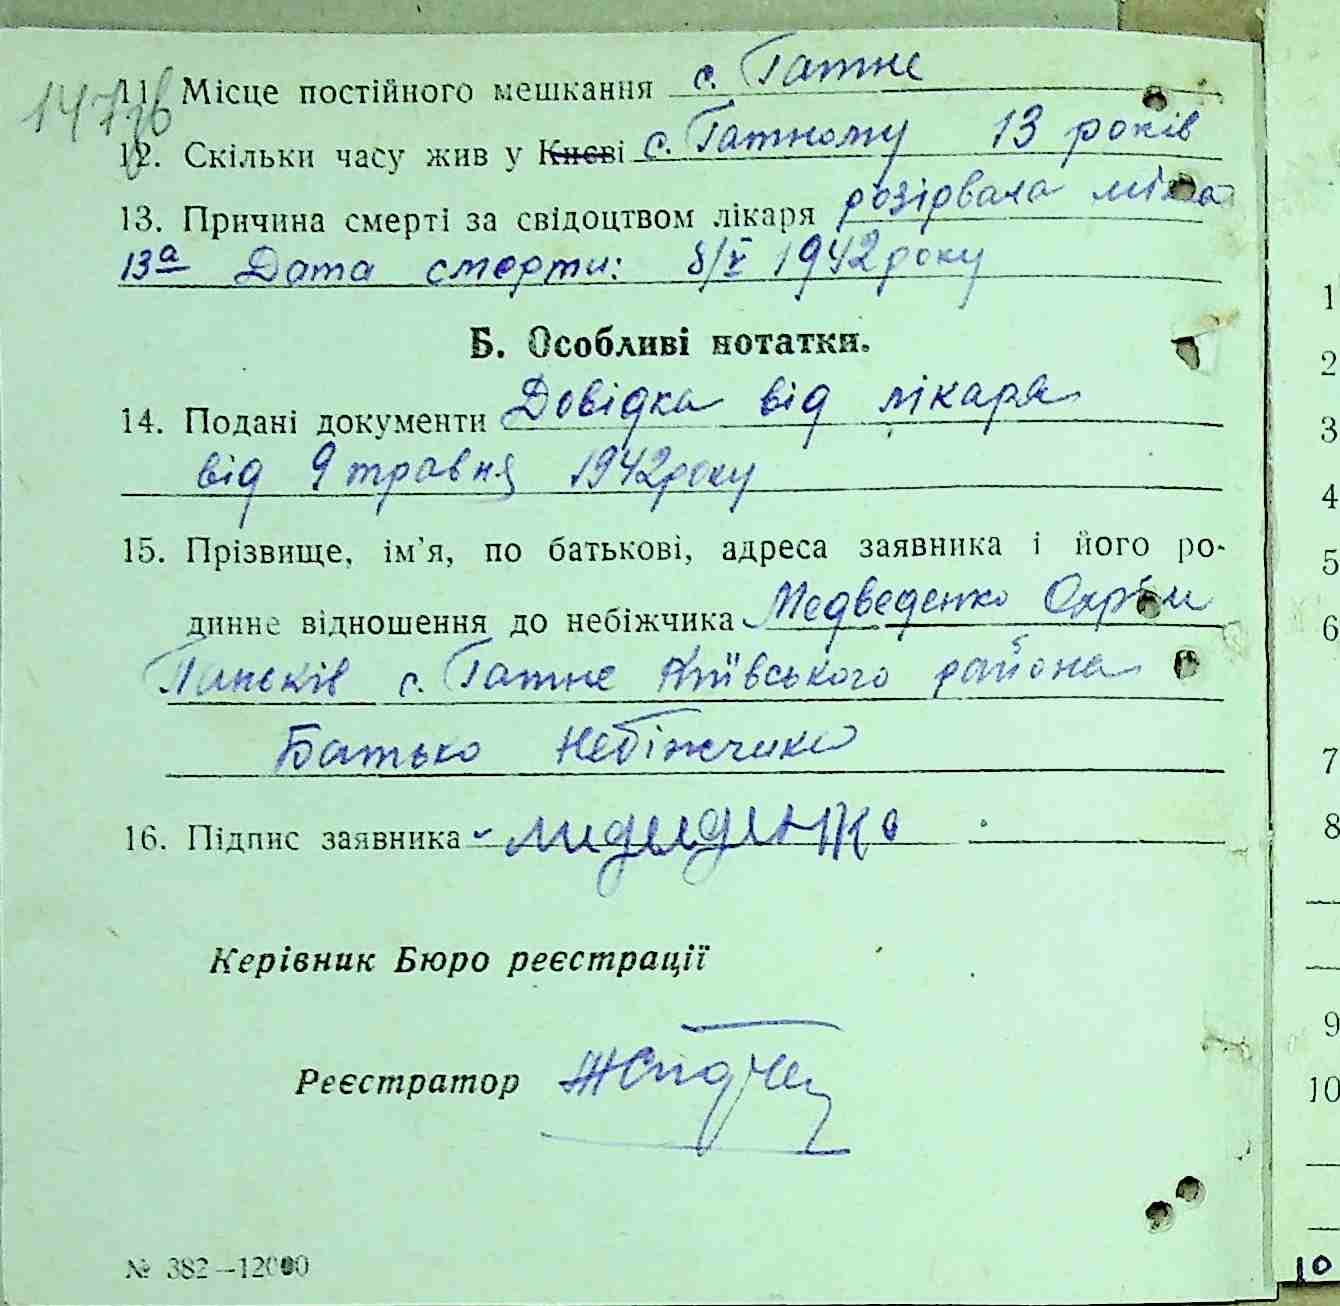 147зв
11. Місце постійного мешкання с. Гатне
12. Скільки часу жив у Києві с. Гатному 13 років
13. Причина смерті за свідоцтвом лікаря розірвала міна
13а Дата смерти: 8/V 1942 року
Б. Особливі нотатки.
14. Подані документи Довідка від лікаря
від 9 травня 1942 року
15. Прізвище, ім’я, по батькові, адреса заявника і його ро-
динне відношення до небіжчика Медведенко Охрім
Паньків с. Гатне Київського района
Батько небіжчика
16. Підпис заявника
Керівник Бюро реєстрації
Реєстратор
№ 382—12000
1
2
3
4
5
6
7
8
9
10
10